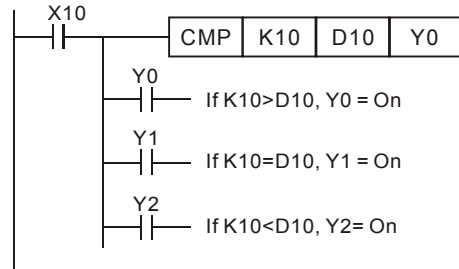 X10
CMP K10 D10 Y0
Y0
If K10>D10, Y0 = On
Y1
If K10=D10, Y1 = On
Y2
If K10<D10, Y2= On